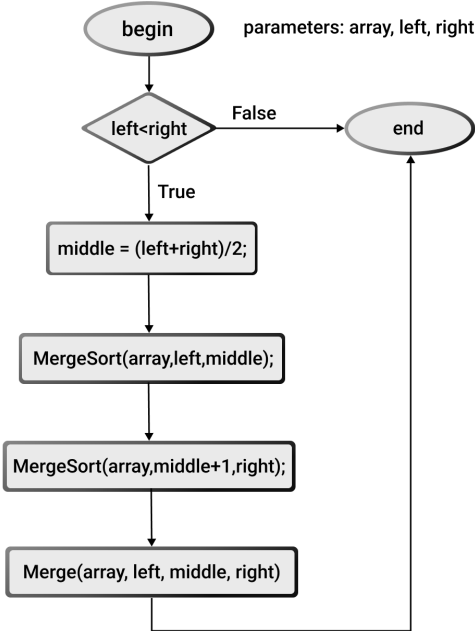 begin
parameters: array, left, right
left<right
False
end
True
middle = (left+right)/2;
MergeSort(array,left,middle);
MergeSort(array,middle+1,right);
Merge(array, left, middle, right)